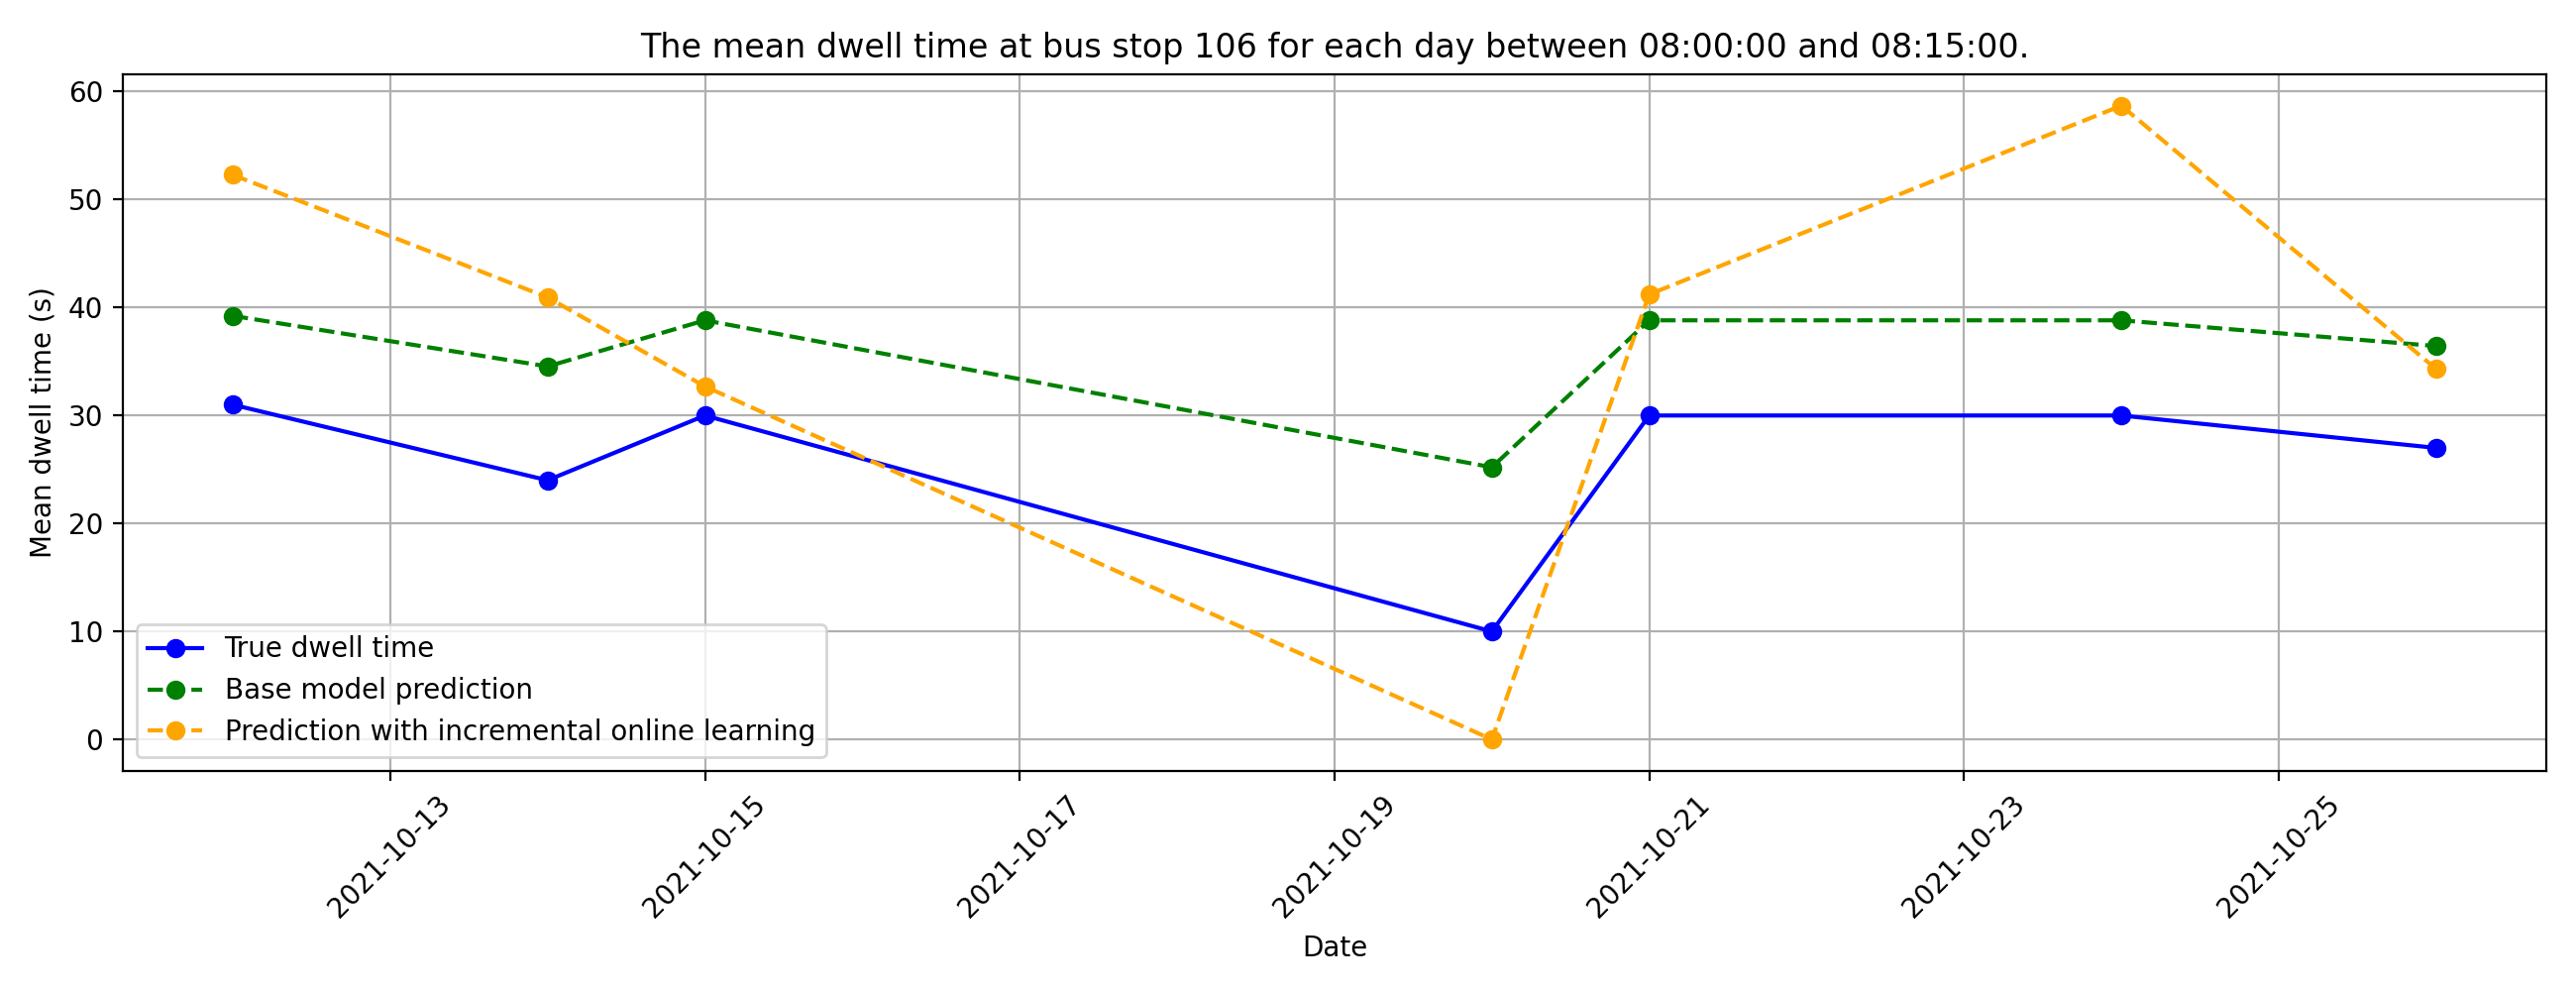 The mean dwell time at bus stop 106 for each day between 08:00:00 and 08:15:00.
Mean dwell time (s)
60
50
40
30
20
10
0
True dwell time
Base model prediction
Prediction with incremental online learning
2021-10-13
2021-10-15
2021-10-17
2021-10-19
2021-10-21
2021-10-23
2021-10-25
Date